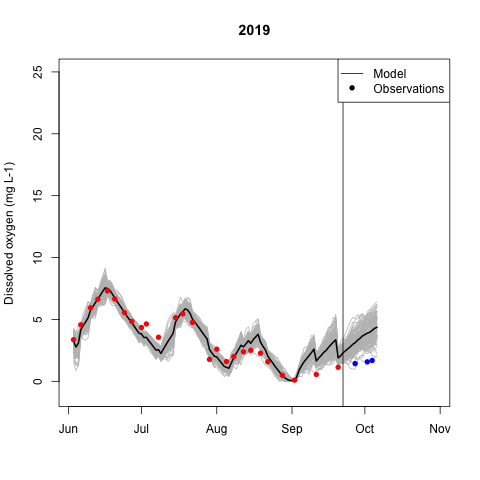 2019
Model
Observations
Dissolved oxygen (mg L-1)
25
20
15
10
5
0
Jun Jul Aug Sep Oct Nov